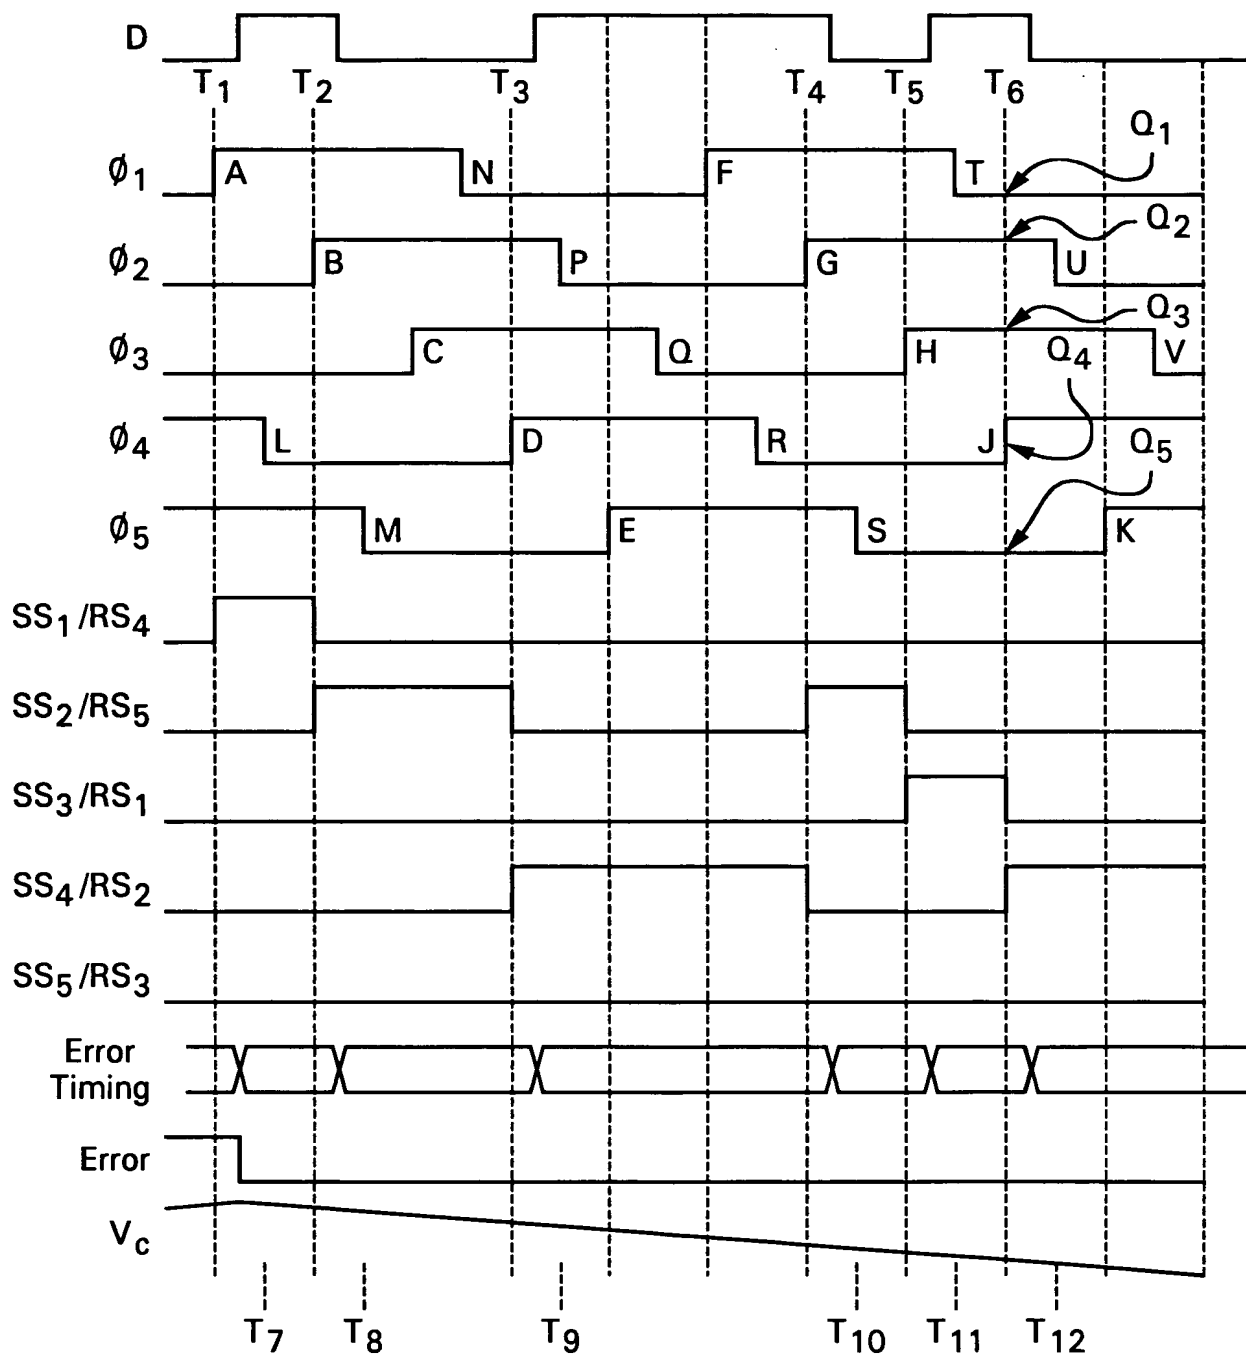 D
T1 T2 T3 T4 T5 T6
Q1
ø1 A N F T
Q2
ø2 B P G U
Q3
ø3 C Q H Q4 V
ø4 L D R J Q5
ø5 M E S K
SS1/RS4
SS2/RS5
SS3/RS1
SS4/RS2
SS5/RS3
Error
Timing
Error
Vc
T7 T8 T9 T10 T11 T12